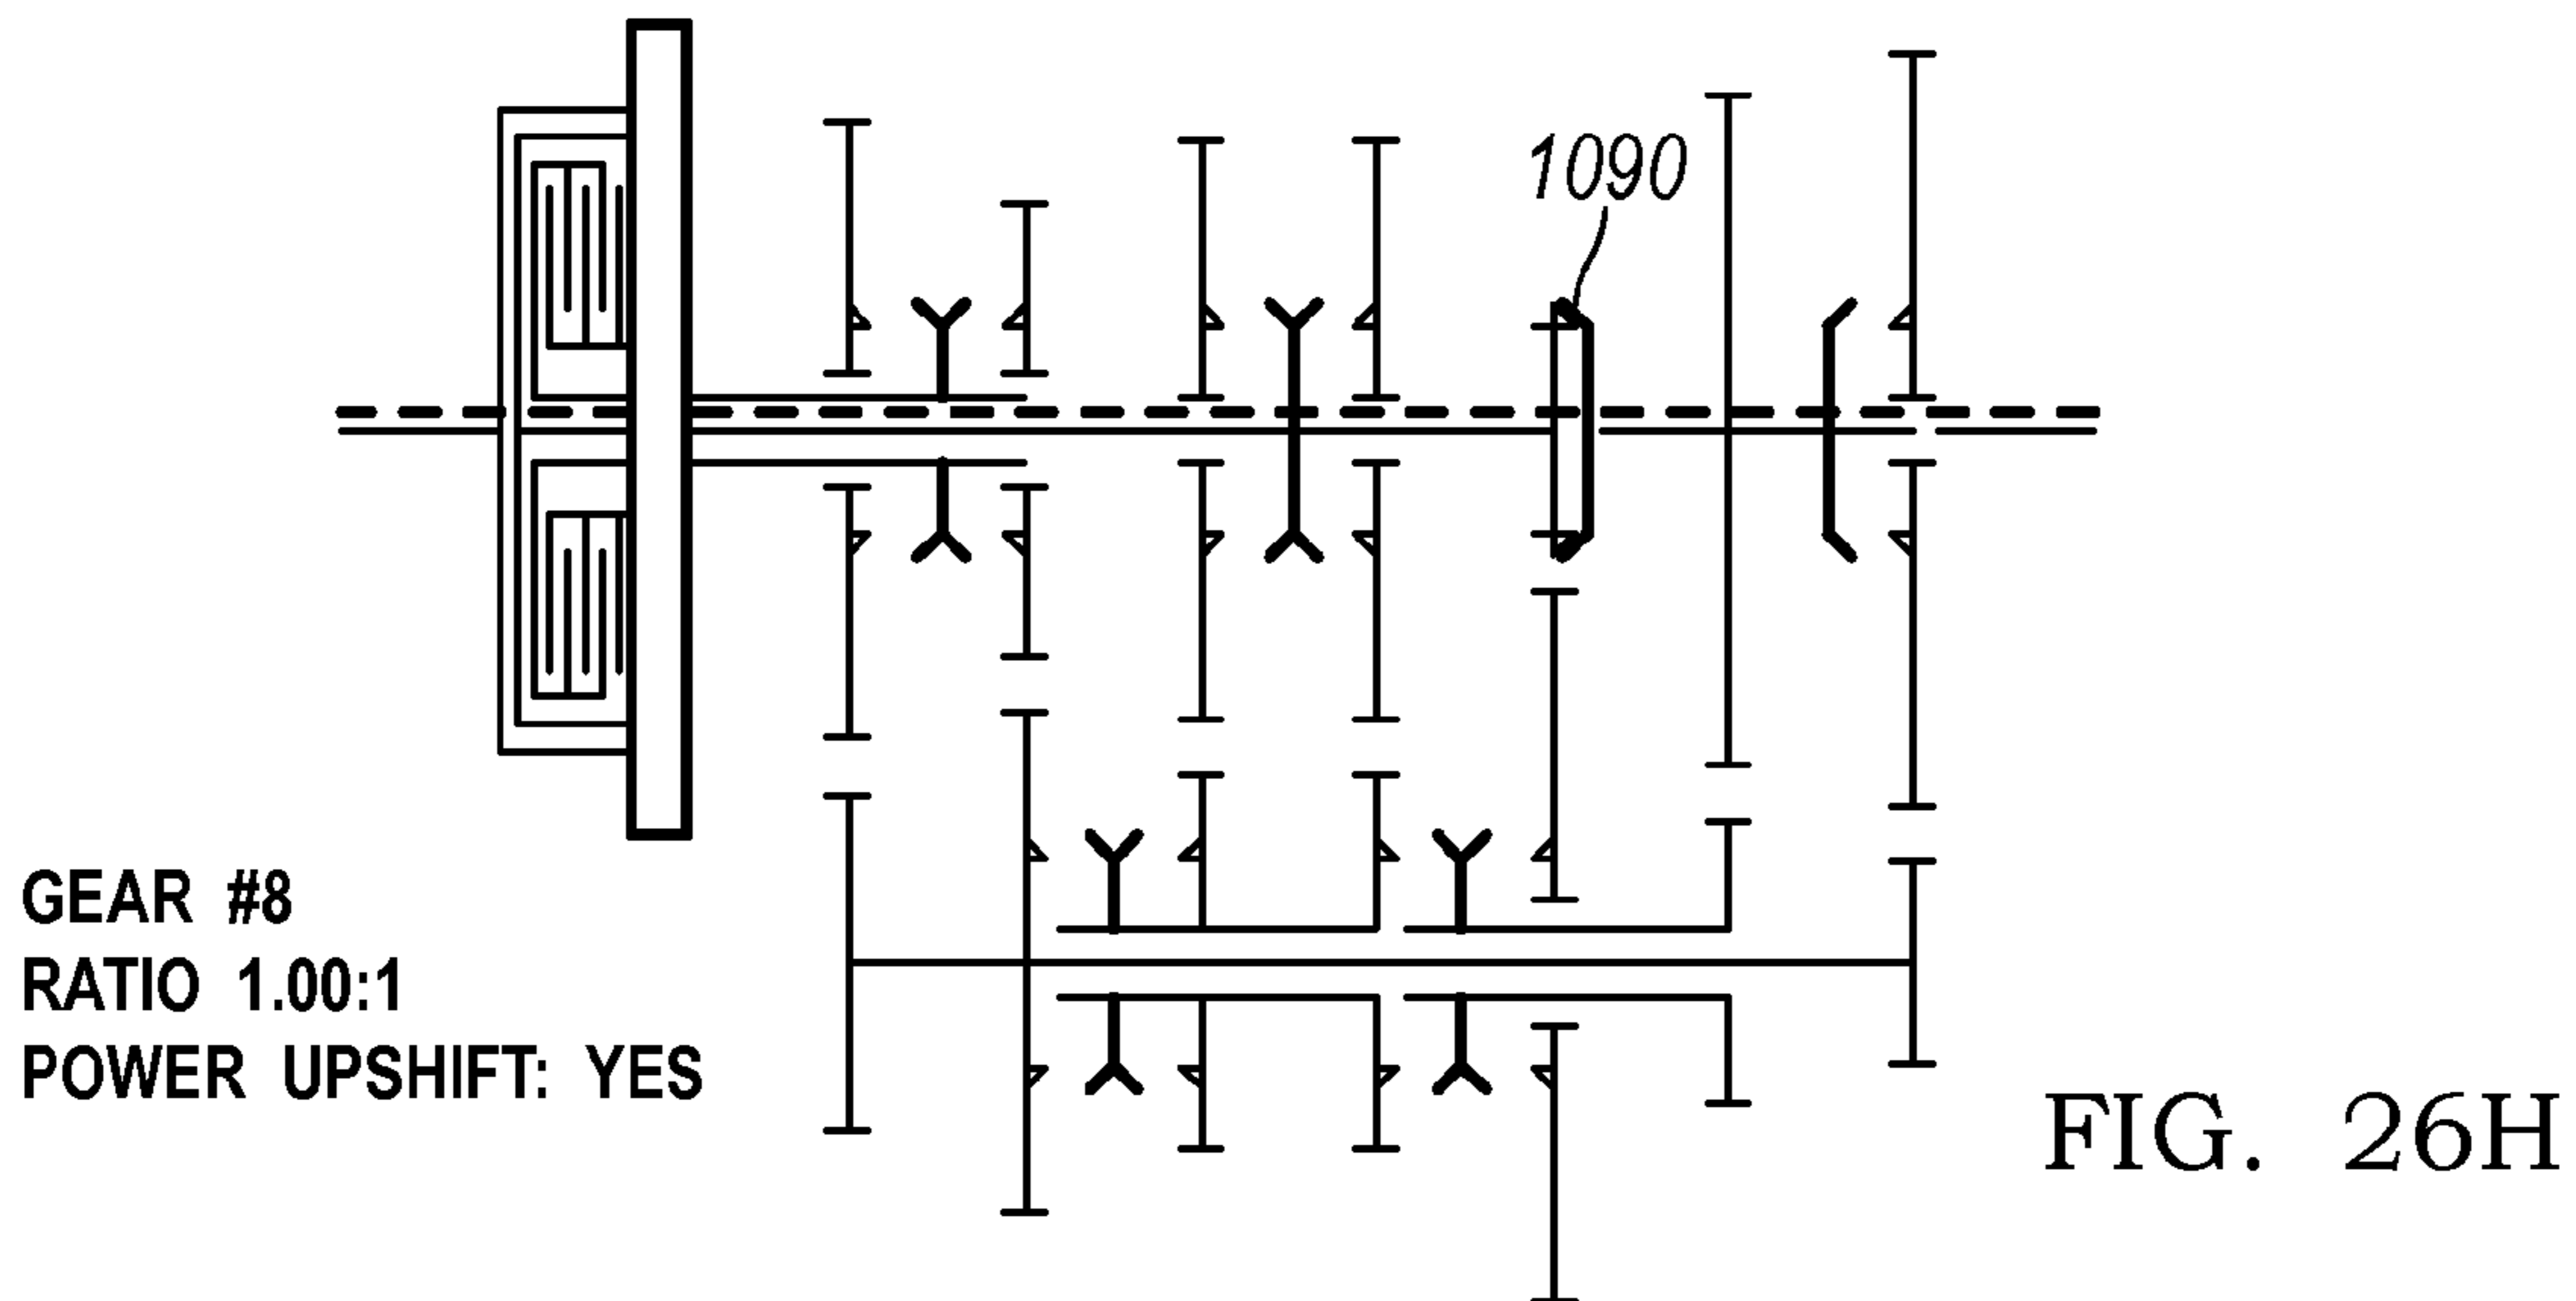 1090
GEAR #8
RATIO 1.00:1
POWER UPSHIFT: YES
FIG. 26H